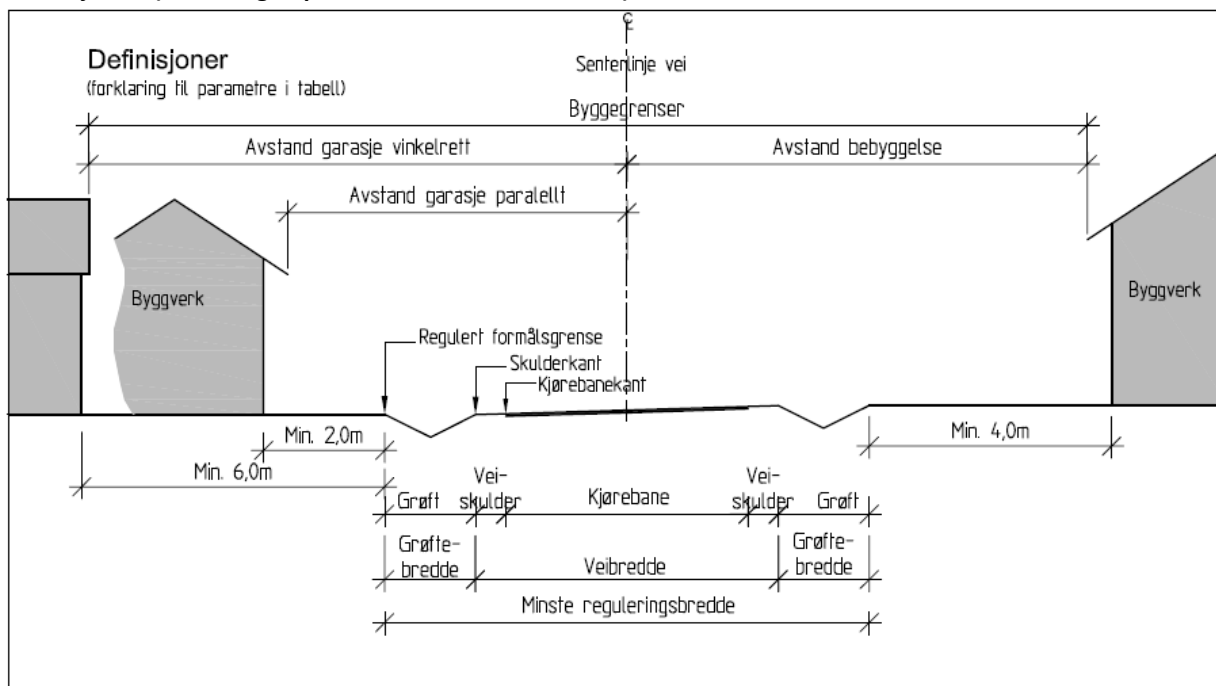 ℄
Definisjoner
(forklaring til parametre i tabell)
Senterlinje vei
Byggegrenser
Avstand garasje vinkelrett
Avstand bebyggelse
Avstand garasje paralellt
Byggverk
Byggverk
Regulert formålsgrense
Skulderkant
Kjørebanekant
Min. 2,0m
Min. 4,0m
Min. 6,0m
Grøft
Vei-
skulder
Kjørebane
Vei-
skulder
Grøft
Grøfte-
bredde
Veibredde
Grøfte-
bredde
Minste reguleringsbredde